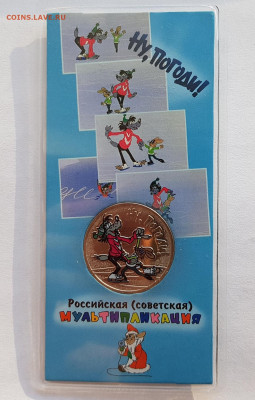 COINS.LAVE.RU
Ну, погоди!
Российская (советская)
МУЛЬТИПЛИКАЦИЯ